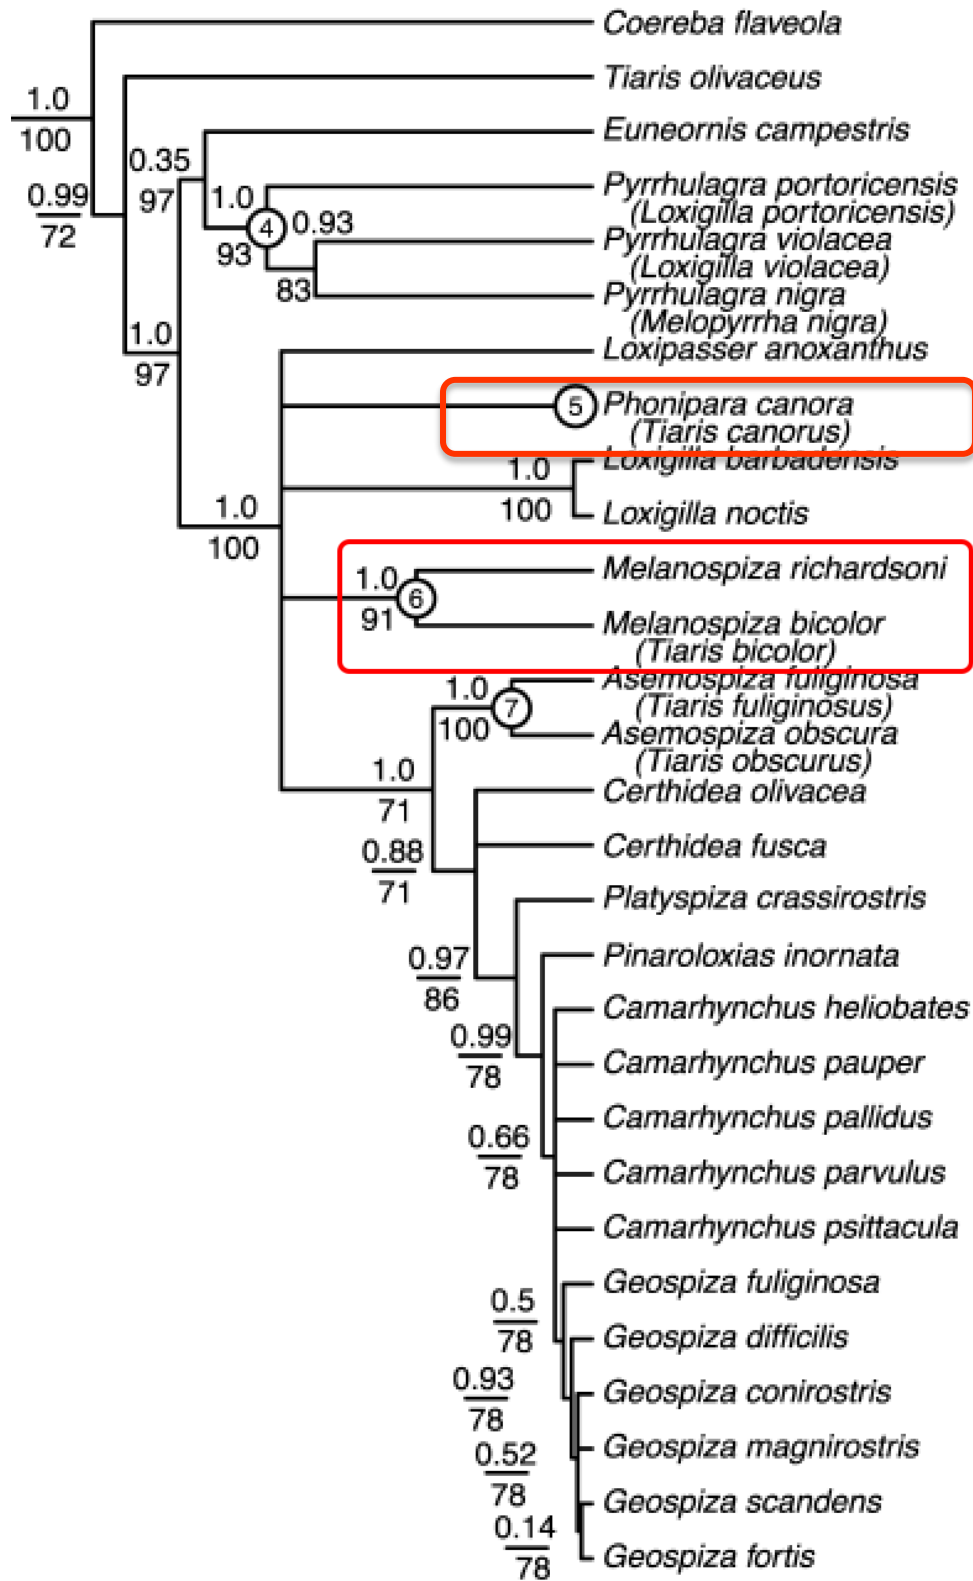 Coereba flaveola
Tiaris olivaceus
1.0
100
Euneornis campestris
0.35
97
0.99
72
1.0
4
93
0.93
83
Pyrrhulagra portoricensis
(Loxigilla portoricensis)
Pyrrhulagra violacea
(Loxigilla violacea)
Pyrrhulagra nigra
(Melopyrrha nigra)
1.0
97
Loxipasser anoxanthus
5 Phonipara canora
(Tiaris canorus)
Loxigilla barbadensis
1.0
100
Loxigilla noctis
1.0
100
Melanospiza richardsoni
1.0
6
91
Melanospiza bicolor
(Tiaris bicolor)
Asemospiza fuliginosa
(Tiaris fuliginosus)
1.0
7
100
Asemospiza obscura
(Tiaris obscurus)
1.0
71
Certhidea olivacea
Certhidea fusca
0.88
71
Platyspiza crassirostris
Pinaroloxias inornata
0.97
86
Camarhynchus heliobates
0.99
78
Camarhynchus pauper
Camarhynchus pallidus
0.66
78
Camarhynchus parvulus
Camarhynchus psittacula
Geospiza fuliginosa
0.5
78
Geospiza difficilis
0.93
78
Geospiza conirostris
Geospiza magnirostris
0.52
78
Geospiza scandens
0.14
78
Geospiza fortis